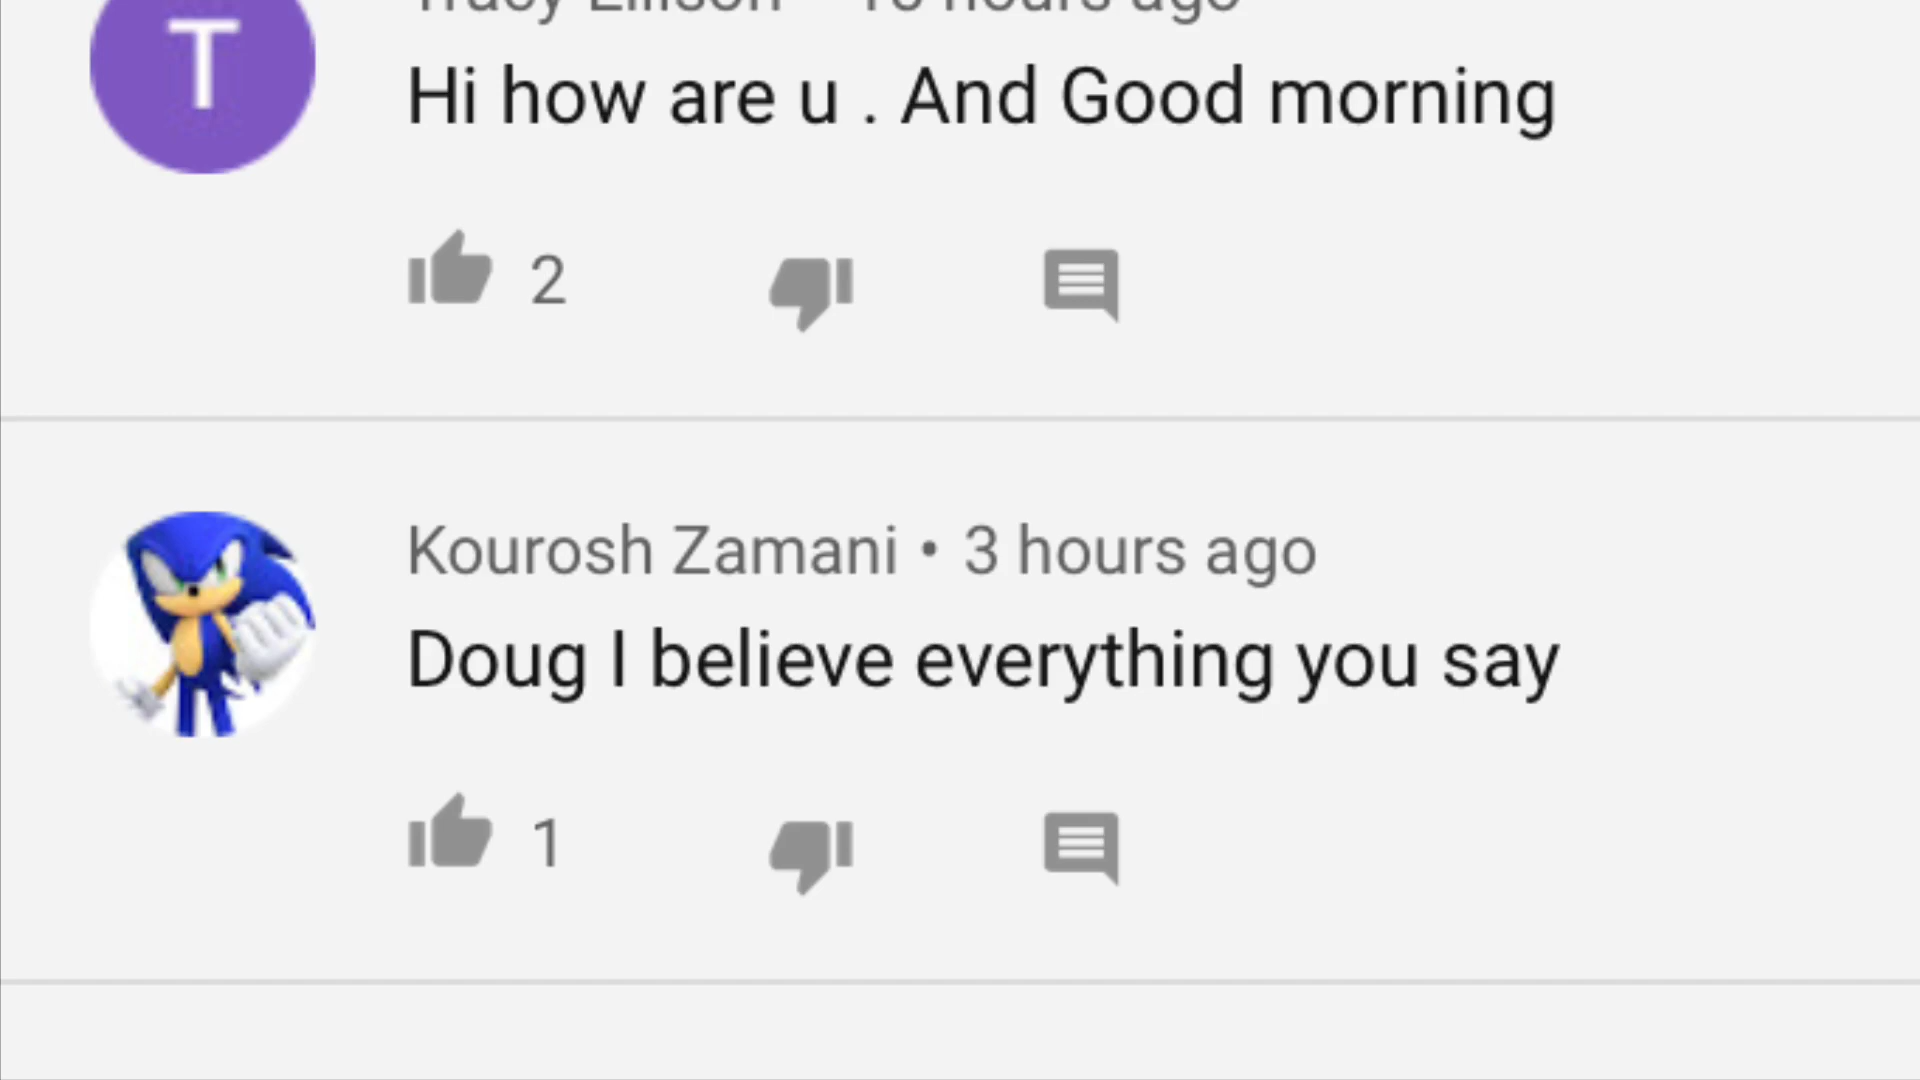 T
Hi how are u . And Good morning
2
Kourosh Zamani • 3 hours ago
Doug I believe everything you say
1